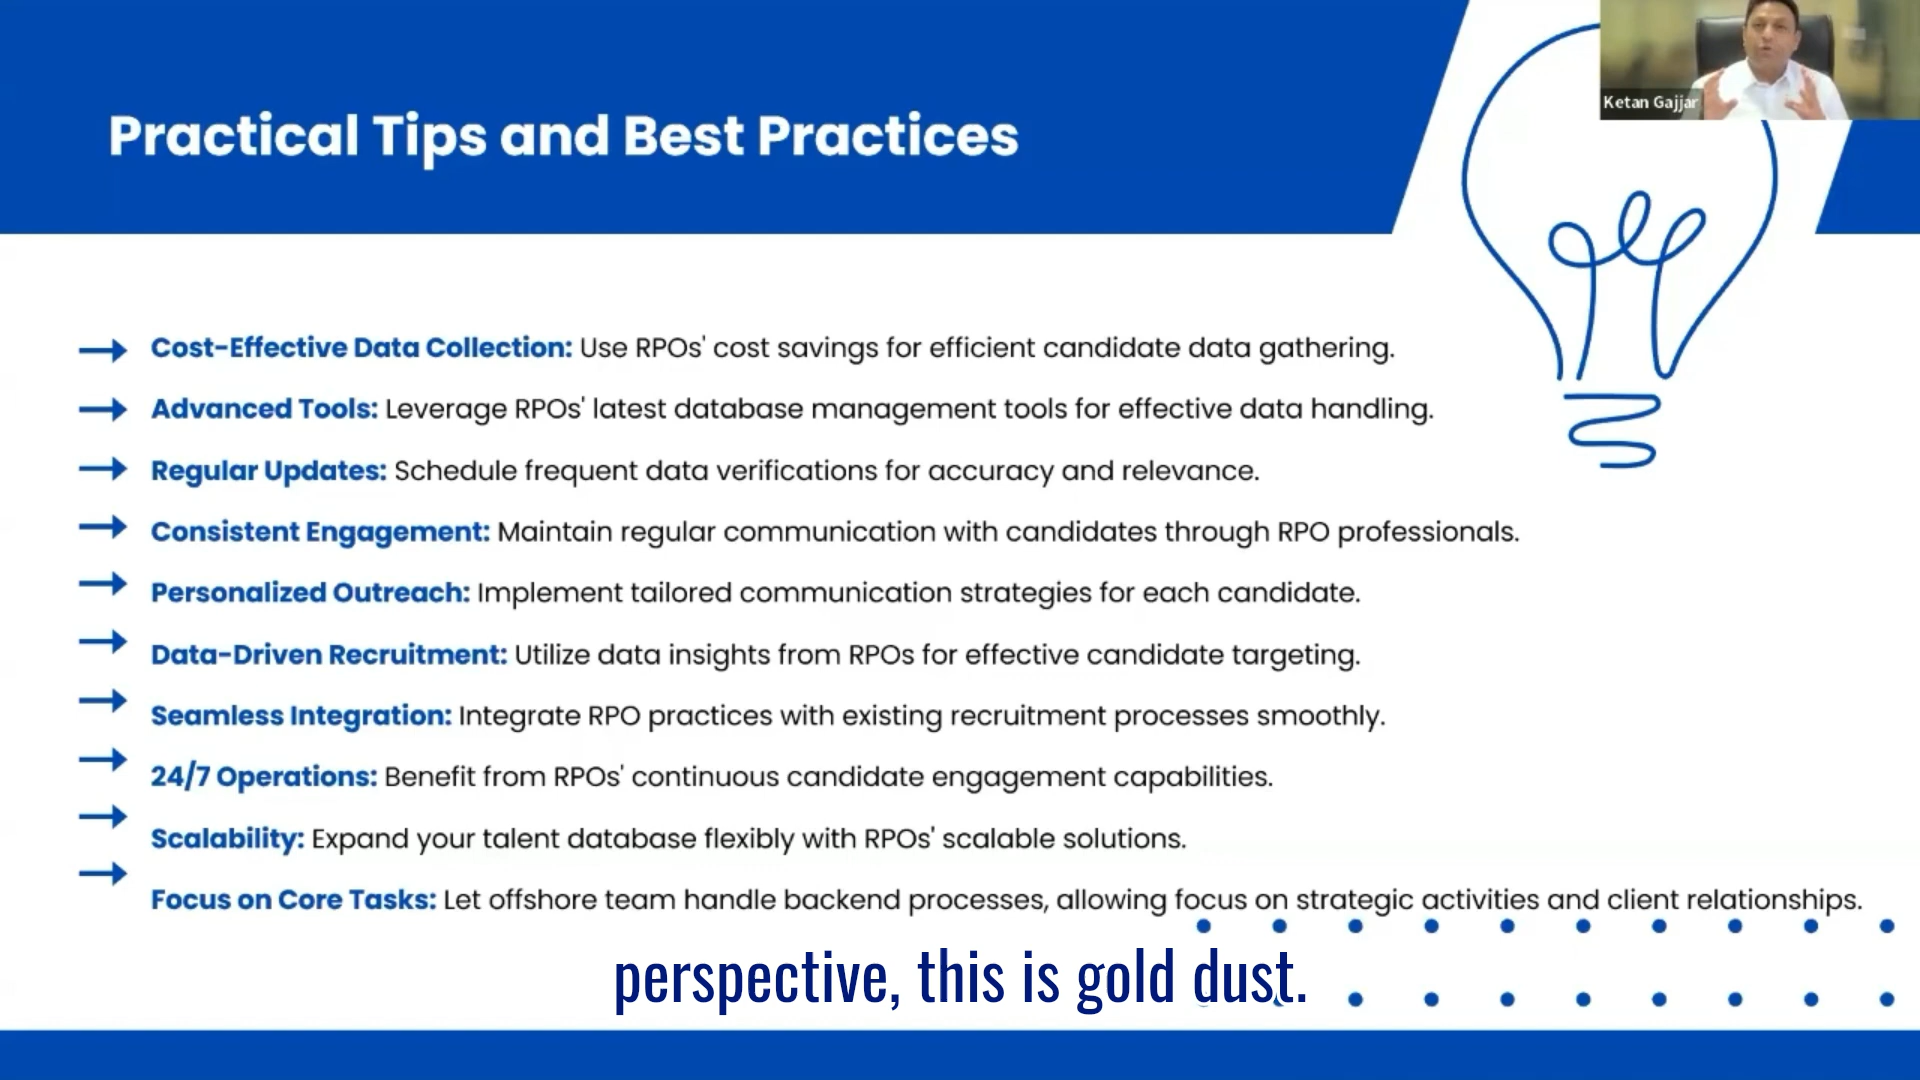 Ketan Gajjar
Practical Tips and Best Practices
Cost-Effective Data Collection: Use RPOs' cost savings for efficient candidate data gathering.
Advanced Tools: Leverage RPOs' latest database management tools for effective data handling.
Regular Updates: Schedule frequent data verifications for accuracy and relevance.
Consistent Engagement: Maintain regular communication with candidates through RPO professionals.
Personalized Outreach: Implement tailored communication strategies for each candidate.
Data-Driven Recruitment: Utilize data insights from RPOs for effective candidate targeting.
Seamless Integration: Integrate RPO practices with existing recruitment processes smoothly.
24/7 Operations: Benefit from RPOs' continuous candidate engagement capabilities.
Scalability: Expand your talent database flexibly with RPOs' scalable solutions.
Focus on Core Tasks: Let offshore team handle backend processes, allowing focus on strategic activities and client relationships.
perspective, this is gold dust.